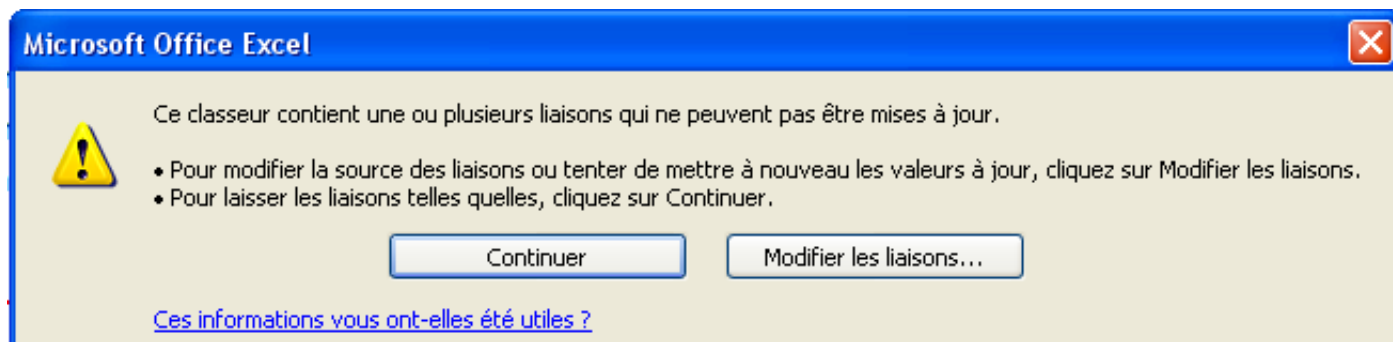 Microsoft Office Excel
Ce classeur contient une ou plusieurs liaisons qui ne peuvent pas être mises à jour.
• Pour modifier la source des liaisons ou tenter de mettre à nouveau les valeurs à jour, cliquez sur Modifier les liaisons.
• Pour laisser les liaisons telles quelles, cliquez sur Continuer.
Continuer Modifier les liaisons...
Ces informations vous ont-elles été utiles ?